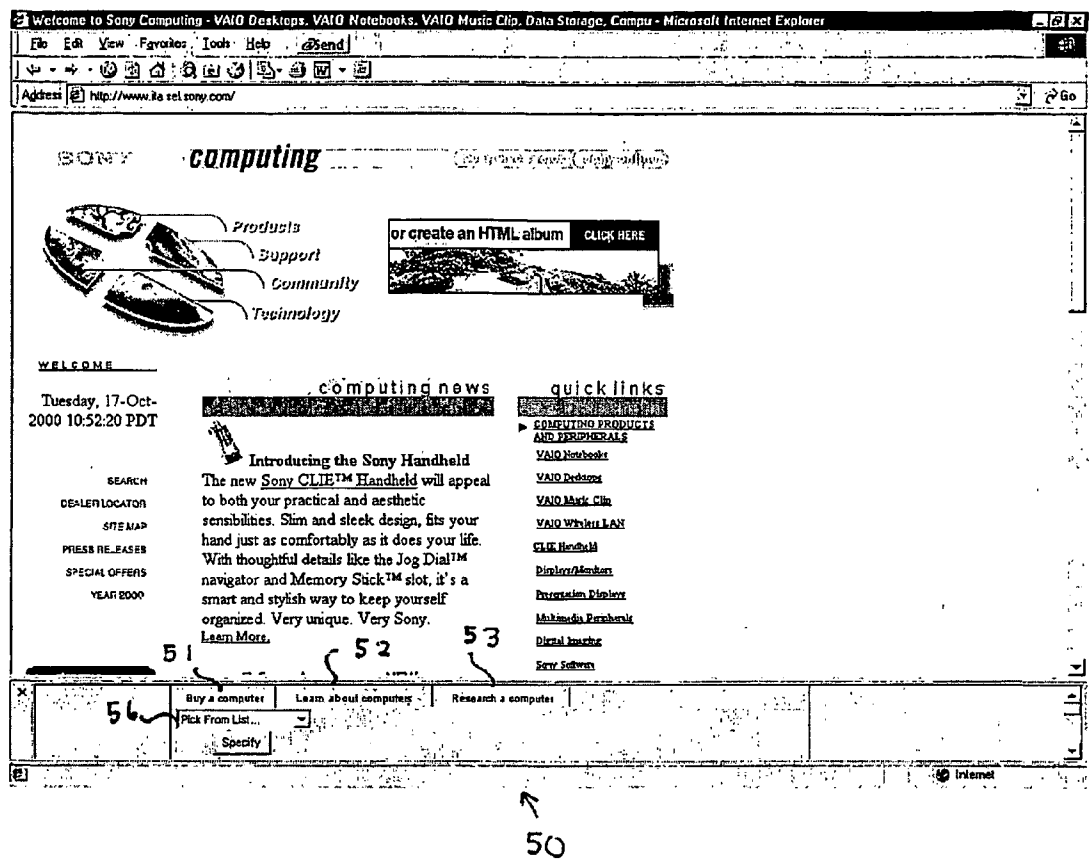 Welcome to Sony Computing - VAIO Desktops, VAIO Notebooks, VAIO Music Clip, Data Storage, Compu - Microsoft Internet Explorer
File Edit View Favorites Tools Help Send
Address http://www.ita.sel.sony.com/ Go
SONY computing
Products
Support
Community
Technology
or create an HTML album CLICK HERE
WELCOME
Tuesday, 17-Oct-
2000 10:52:20 PDT
SEARCH
DEALER LOCATOR
SITE MAP
PRESS RELEASES
SPECIAL OFFERS
YEAR 2000
computing news
Introducing the Sony Handheld
The new Sony CLIE™ Handheld will appeal
to both your practical and aesthetic
sensibilities. Slim and sleek design, fits your
hand just as comfortably as it does your life.
With thoughtful details like the Jog Dial™
navigator and Memory Stick™ slot, it's a
smart and stylish way to keep yourself
organized. Very unique. Very Sony.
Learn More.
quick links
COMPUTING PRODUCTS
AND PERIPHERALS
VAIO Notebooks
VAIO Desktops
VAIO Music Clip
VAIO Wireless LAN
CLIE Handheld
Displays/Monitors
Presentation Displays
Multimedia Peripherals
Digital Imaging
Sony Software
51 52 53
Buy a computer Learn about computers Research a computer
56 Pick From List...
Specify
Internet
50